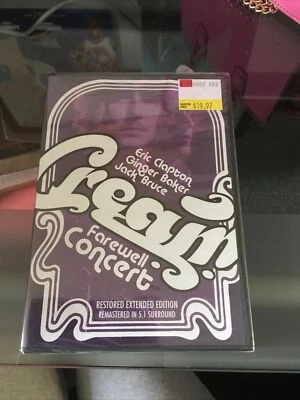 $19.97
Eric Clapton
Ginger Baker
Jack Bruce
Cream
Farewell
Concert
RESTORED EXTENDED EDITION
REMASTERED IN 5.1 SURROUND